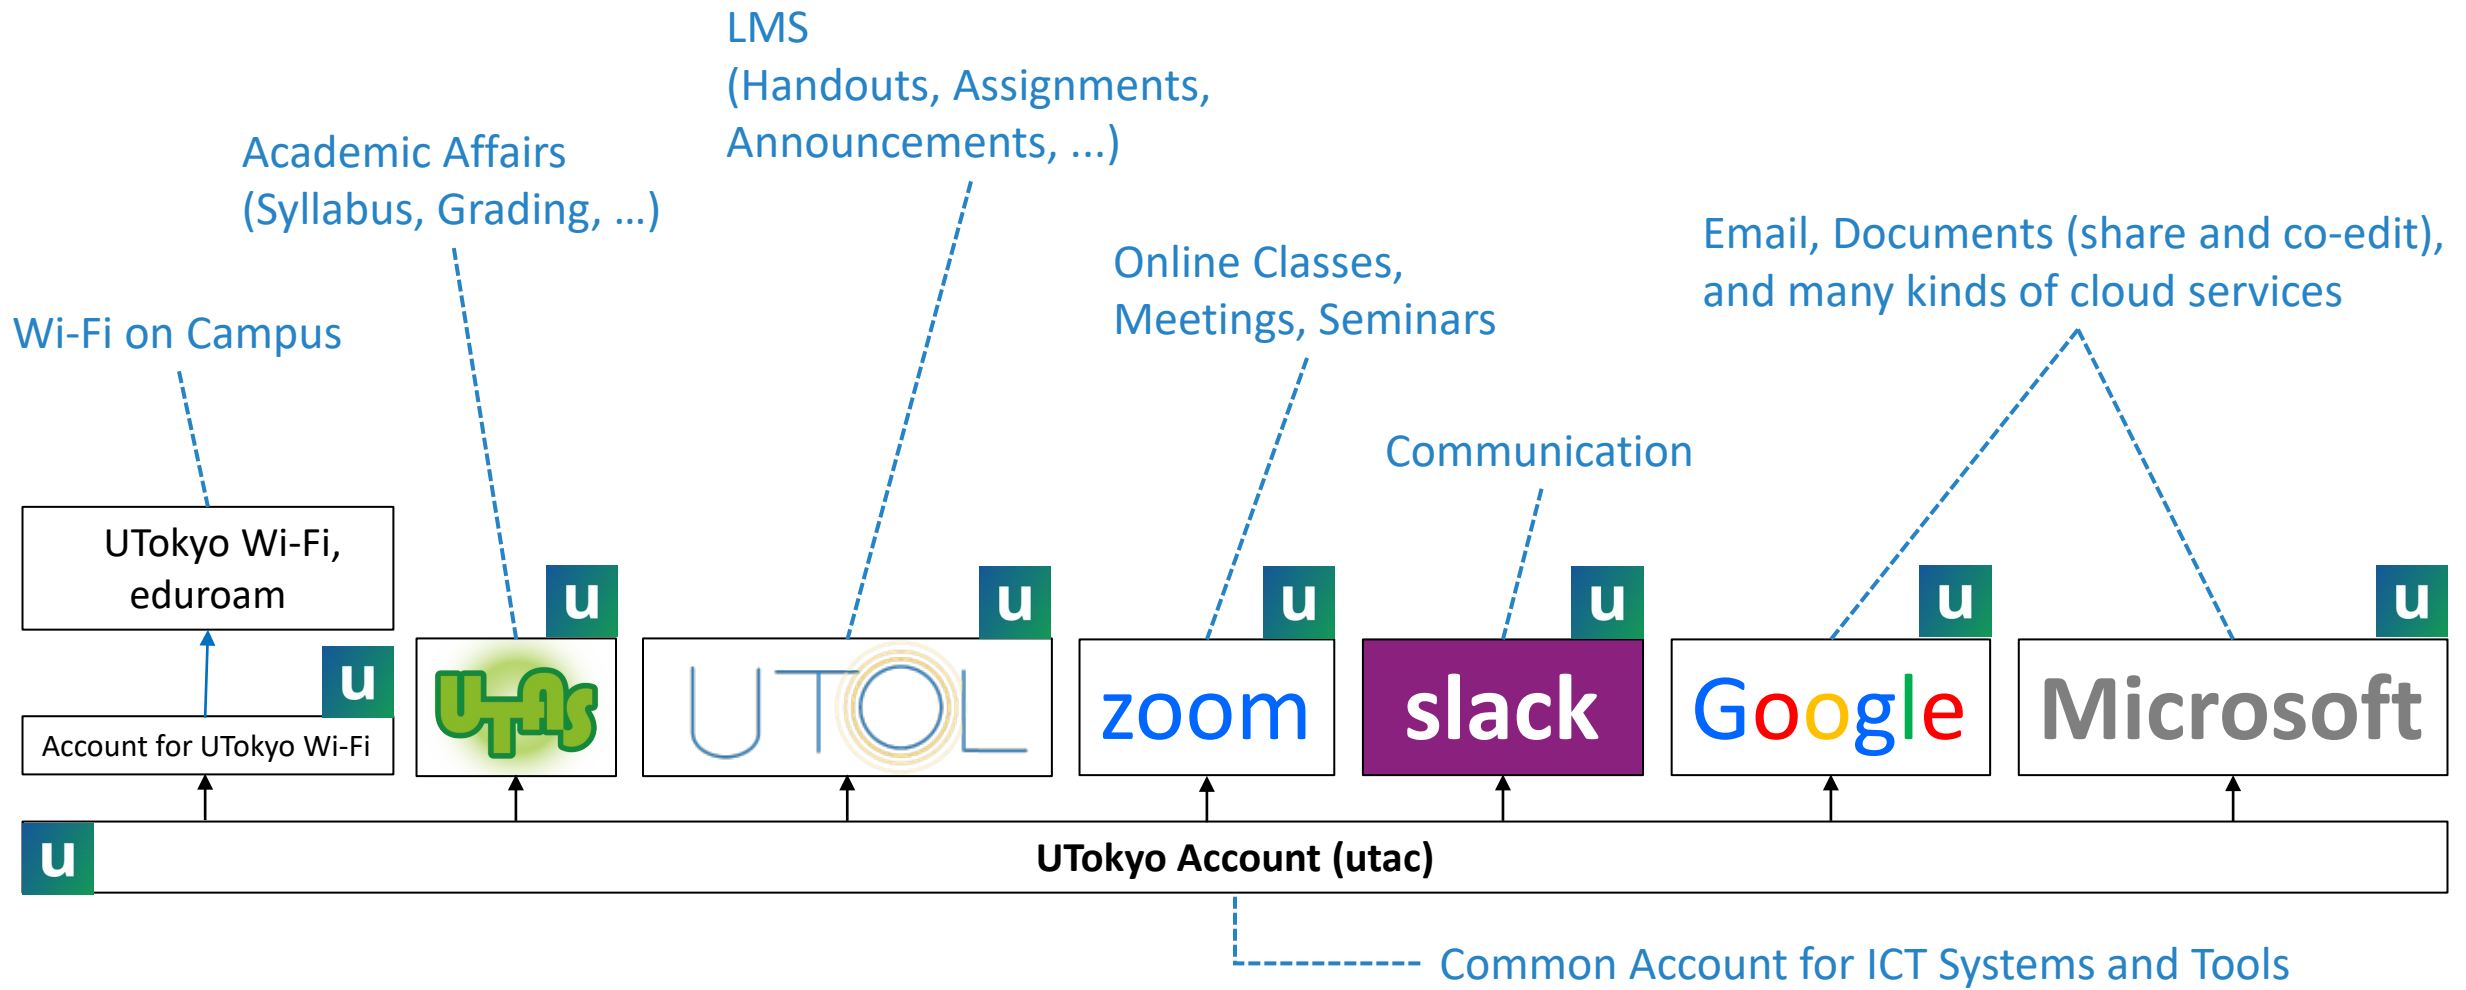 LMS
(Handouts, Assignments,
Announcements, ...)
Academic Affairs
(Syllabus, Grading, ...)
Email, Documents (share and co-edit),
and many kinds of cloud services
Online Classes,
Meetings, Seminars
Wi-Fi on Campus
Communication
UTokyo Wi-Fi,
eduroam
u
u
u
u
u
u
u
Account for UTokyo Wi-Fi
UTAS
UTOL
zoom
slack
Google
Microsoft
u
UTokyo Account (utac)
Common Account for ICT Systems and Tools